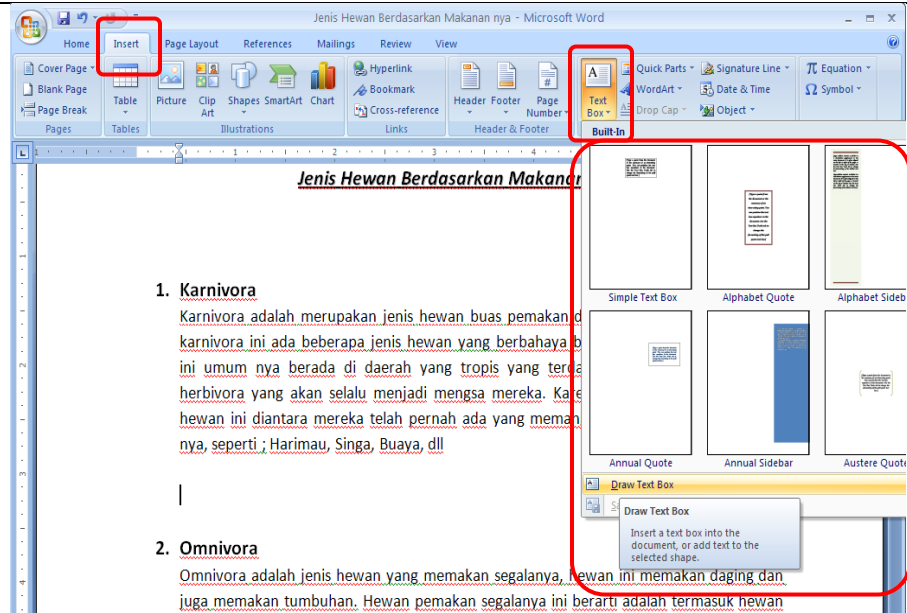 Jenis Hewan Berdasarkan Makanan nya - Microsoft Word
Home Insert Page Layout References Mailings Review View
Cover Page Hyperlink Quick Parts Signature Line Equation
Blank Page Bookmark WordArt Date & Time Symbol
Page Break Table Picture Clip Art Shapes SmartArt Chart Cross-reference Header Footer Page Number Text Box Drop Cap Object
Pages Tables Illustrations Links Header & Footer
Built-In
L 1 1 2 3 4
Jenis Hewan Berdasarkan Makanan
Simple Text Box Alphabet Quote Alphabet Sideb
1. Karnivora
Karnivora adalah merupakan jenis hewan buas pemakan d
karnivora ini ada beberapa jenis hewan yang berbahaya b
ini umum nya berada di daerah yang tropis yang terda
herbivora yang akan selalu menjadi mengsa mereka. Kare
hewan ini diantara mereka telah pernah ada yang meman
nya, seperti ; Harimau, Singa, Buaya, dll
Annual Quote Annual Sidebar Austere Quote
Draw Text Box
Draw Text Box
Insert a text box into the
document, or add text to the
selected shape.
2. Omnivora
Omnivora adalah jenis hewan yang memakan segalanya, hewan ini memakan daging dan
juga memakan tumbuhan. Hewan pemakan segalanya ini berarti adalah termasuk hewan